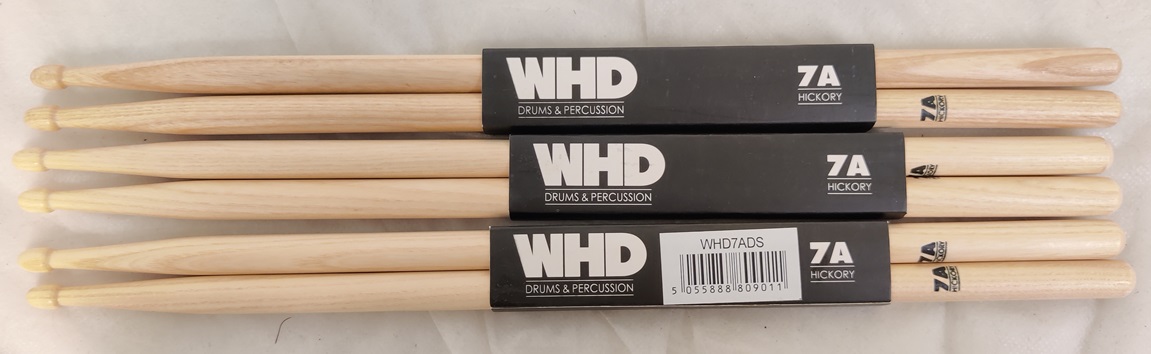 WHD
DRUMS & PERCUSSION
7A
HICKORY
7A
HICKORY
WHD
DRUMS & PERCUSSION
7A
HICKORY
WHD
DRUMS & PERCUSSION
WHD7ADS
5 055888 809011
7A
HICKORY
7A
HICKORY
7A
HICKORY